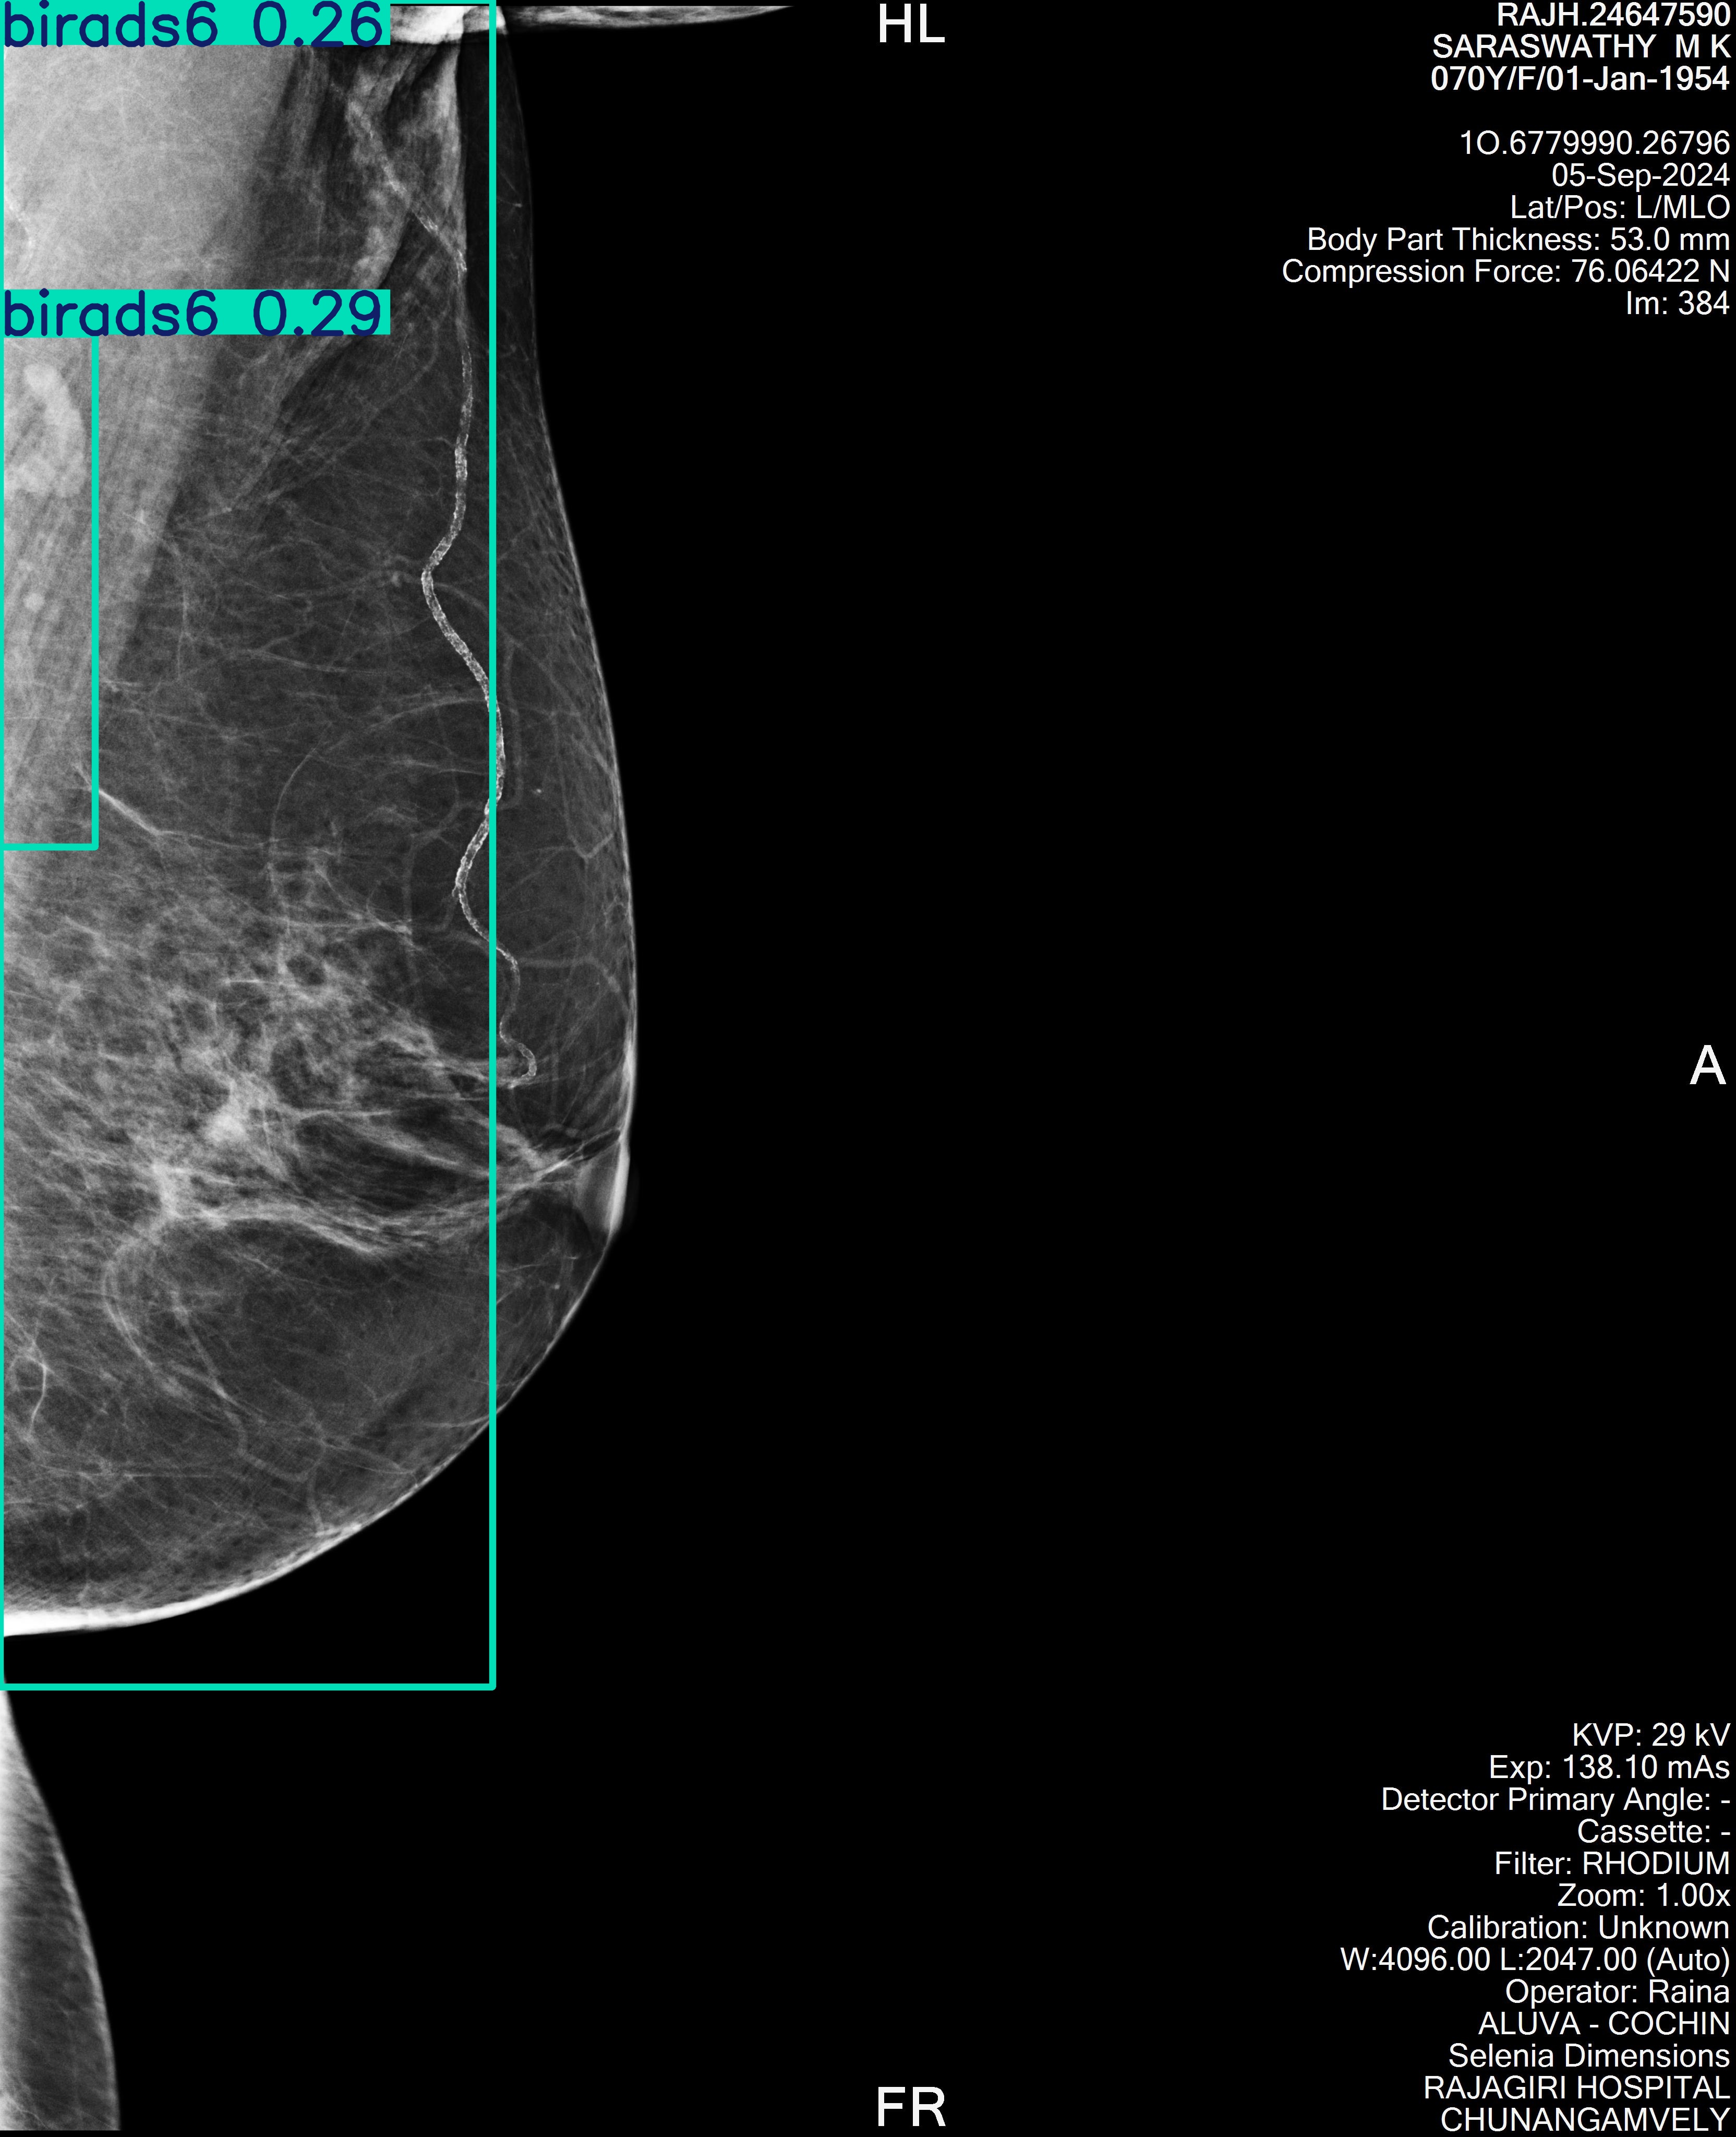 birads6 0.26
birads6 0.29
HL
RAJH.24647590
SARASWATHY M K
070Y/F/01-Jan-1954
1O.6779990.26796
05-Sep-2024
Lat/Pos: L/MLO
Body Part Thickness: 53.0 mm
Compression Force: 76.06422 N
Im: 384
A
KVP: 29 kV
Exp: 138.10 mAs
Detector Primary Angle: -
Cassette: -
Filter: RHODIUM
Zoom: 1.00x
Calibration: Unknown
W:4096.00 L:2047.00 (Auto)
Operator: Raina
ALUVA - COCHIN
Selenia Dimensions
RAJAGIRI HOSPITAL
CHUNANGAMVELY
FR